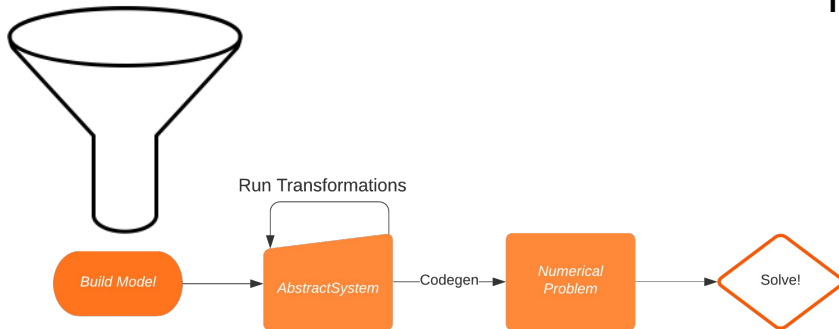 Run Transformations
Build Model
AbstractSystem
Codegen
Numerical
Problem
Solve!